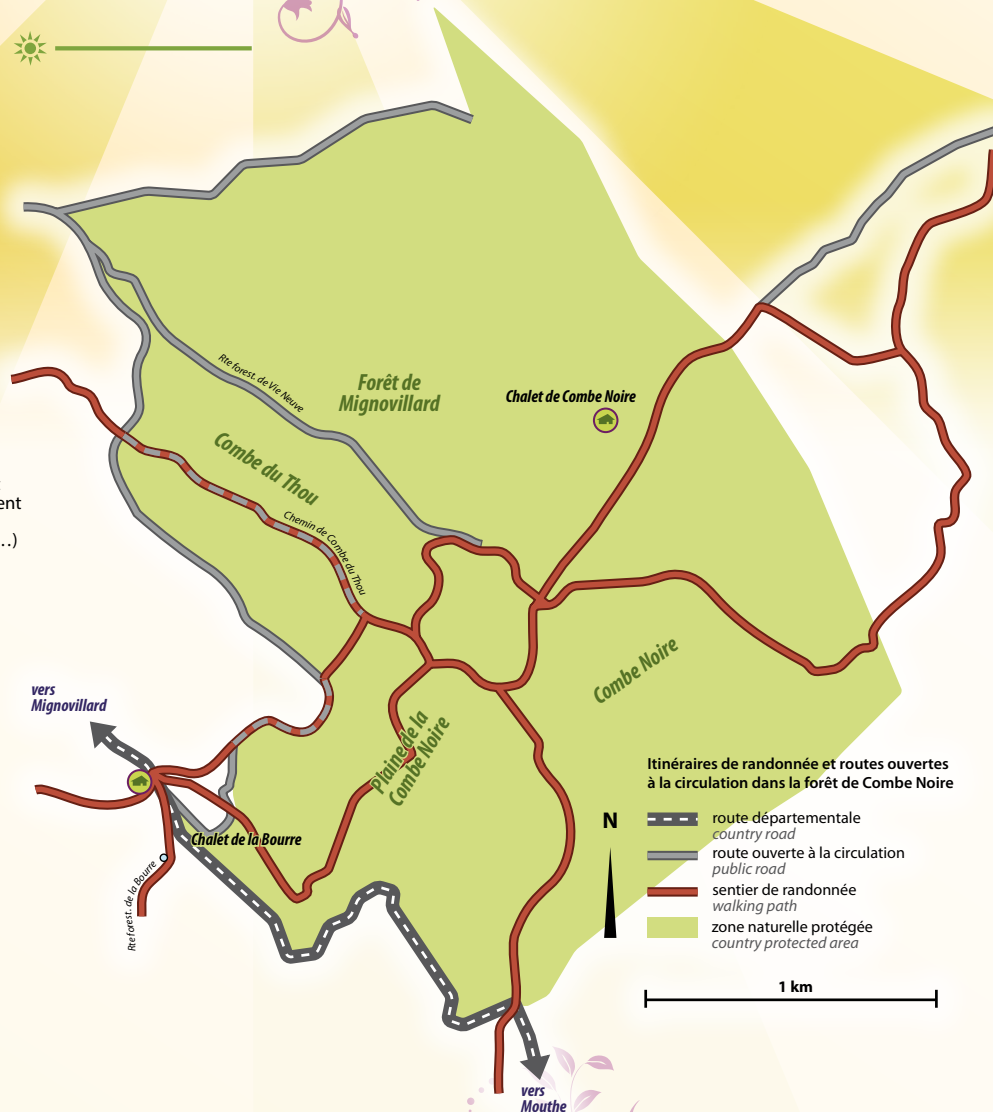 Rte forest. de Vie Neuve
Forêt de
Mignovillard
Chalet de Combe Noire
Combe du Thou
ent
…)
Chemin de Combe du Thou
Combe Noire
vers
Mignovillard
Plaine de la
Combe Noire
Chalet de la Bourre
Rte forest. de la Bourre
Itinéraires de randonnée et routes ouvertes
à la circulation dans la forêt de Combe Noire
N
route départementale
country road
route ouverte à la circulation
public road
sentier de randonnée
walking path
zone naturelle protégée
country protected area
1 km
vers
Mouthe